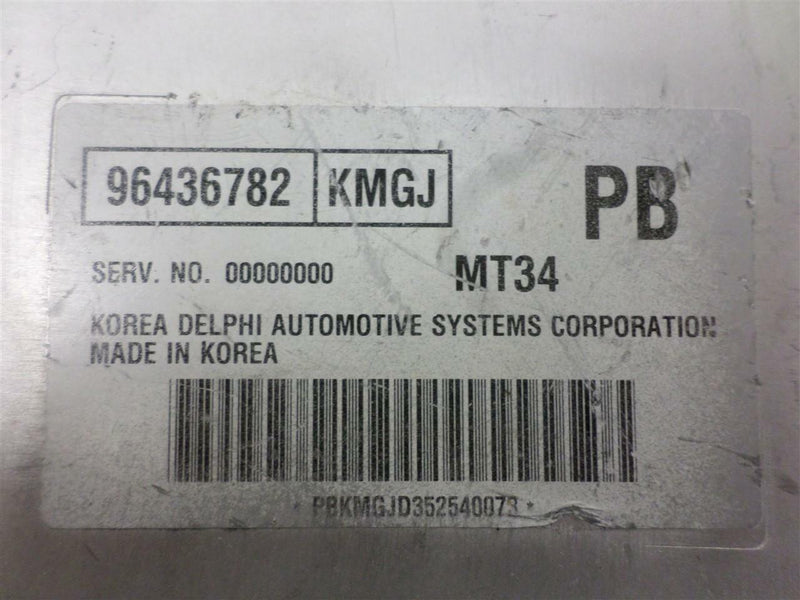 96436782 KMGJ PB
SERV. NO. 00000000 MT34
KOREA DELPHI AUTOMOTIVE SYSTEMS CORPORATION
MADE IN KOREA
* PBKMGJD352540073 *